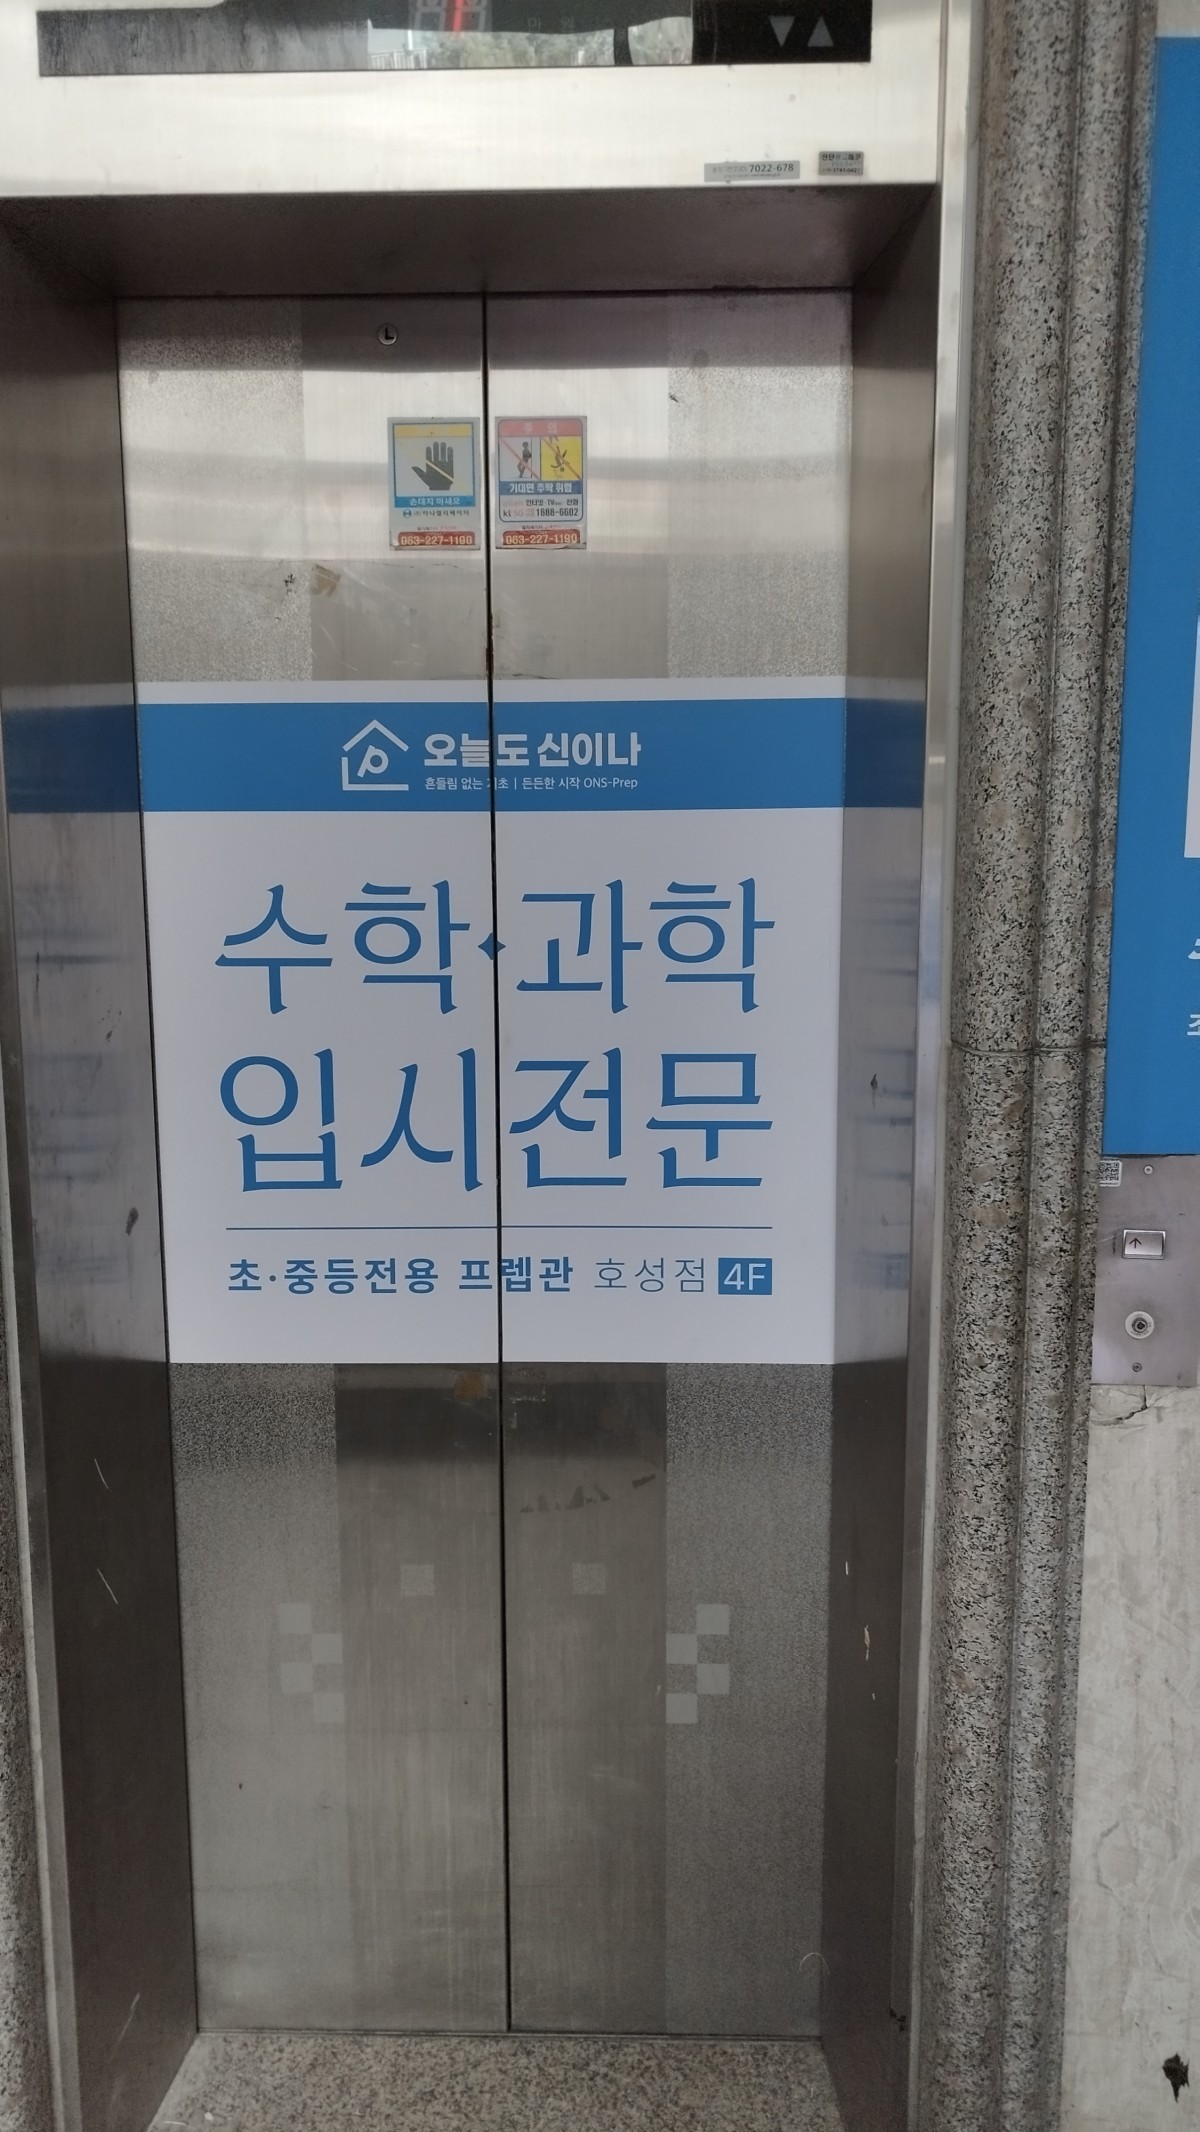 7022-678
L
주의
손대지 마세요
기대면 추락 위험
1688-6602
063-227-1190
063-227-1190
오늘도 신이나
흔들림 없는 기초 | 든든한 시작 ONS-Prep
수학·과학
입시전문
초·중등전용 프렙관 호성점 4F